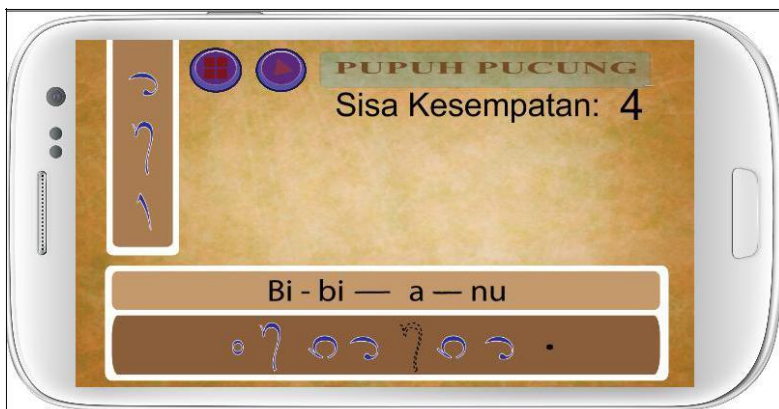 PUPUH PUCUNG
Sisa Kesempatan: 4
Bi - bi — a — nu